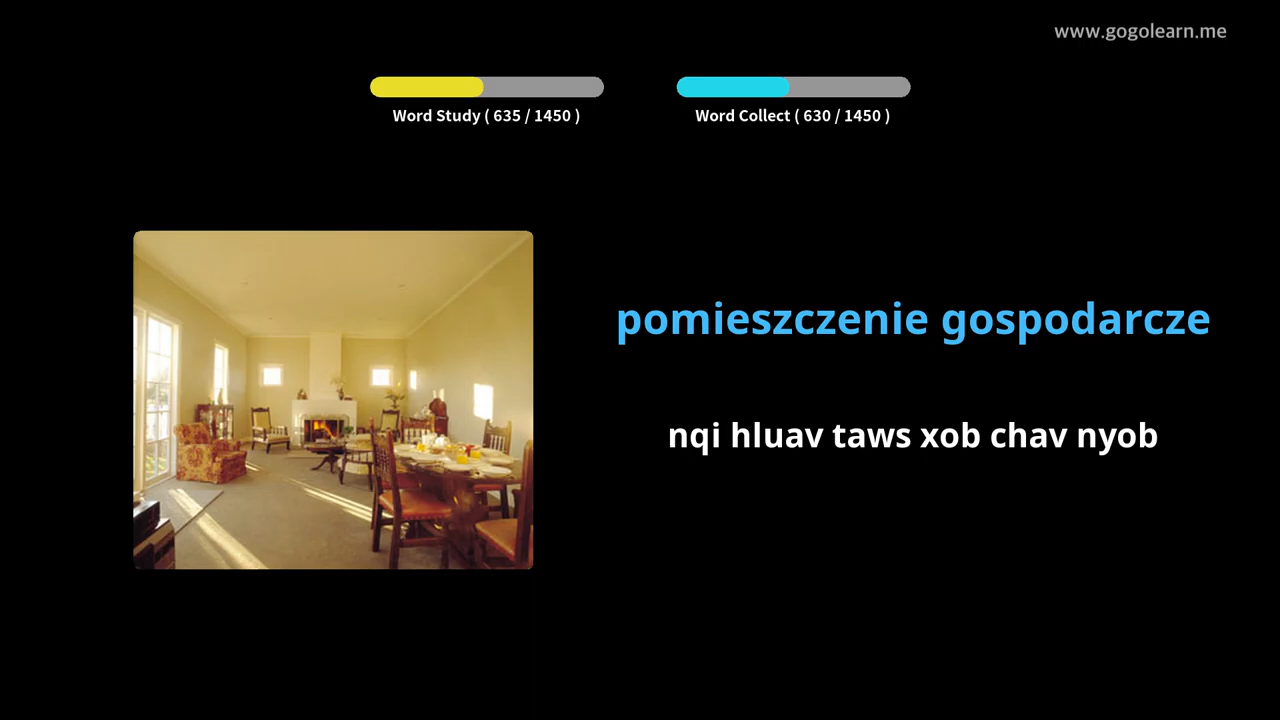 www.gogolearn.me
Word Study ( 635 / 1450 )
Word Collect ( 630 / 1450 )
pomieszczenie gospodarcze
nqi hluav taws xob chav nyob